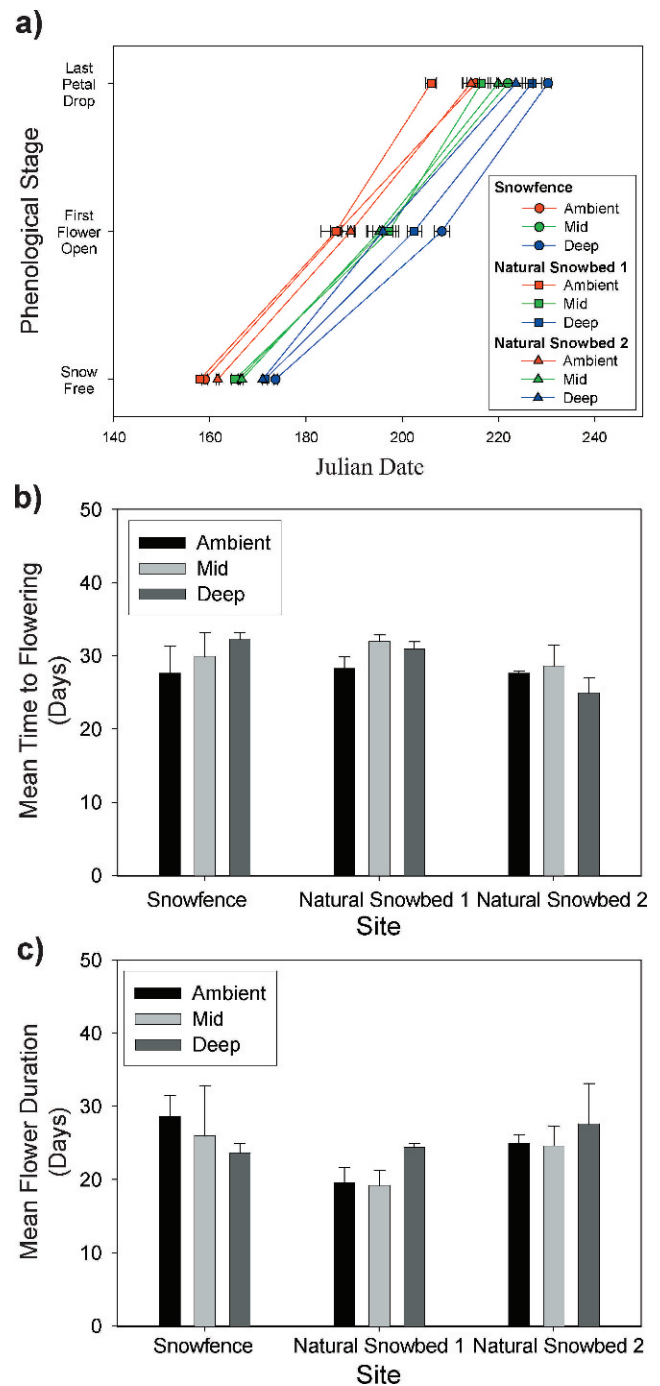 a)
Last
Petal
Drop
First
Flower
Open
Snow
Free
Phenological Stage
Snowfence
Ambient
Mid
Deep
Natural Snowbed 1
Ambient
Mid
Deep
Natural Snowbed 2
Ambient
Mid
Deep
140 160 180 200 220 240
Julian Date
b)
50
40
30
20
10
0
Mean Time to Flowering
(Days)
Ambient
Mid
Deep
Snowfence Natural Snowbed 1 Natural Snowbed 2
Site
c)
50
40
30
20
10
0
Mean Flower Duration
(Days)
Ambient
Mid
Deep
Snowfence Natural Snowbed 1 Natural Snowbed 2
Site